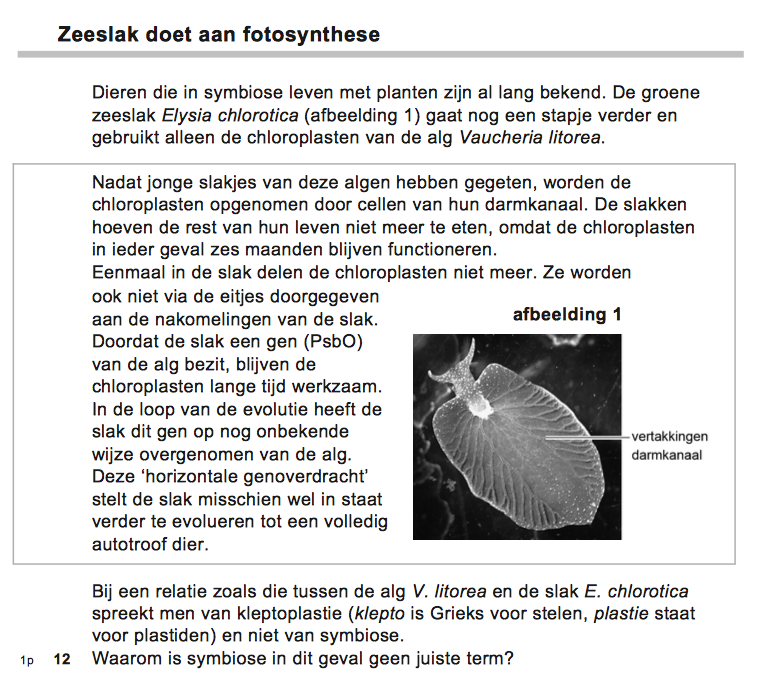 Zeeslak doet aan fotosynthese
Dieren die in symbiose leven met planten zijn al lang bekend. De groene
zeeslak Elysia chlorotica (afbeelding 1) gaat nog een stapje verder en
gebruikt alleen de chloroplasten van de alg Vaucheria litorea.
Nadat jonge slakjes van deze algen hebben gegeten, worden de
chloroplasten opgenomen door cellen van hun darmkanaal. De slakken
hoeven de rest van hun leven niet meer te eten, omdat de chloroplasten
in ieder geval zes maanden blijven functioneren.
Eenmaal in de slak delen de chloroplasten niet meer. Ze worden
ook niet via de eitjes doorgegeven
aan de nakomelingen van de slak.
Doordat de slak een gen (PsbO)
van de alg bezit, blijven de
chloroplasten lange tijd werkzaam.
In de loop van de evolutie heeft de
slak dit gen op nog onbekende
wijze overgenomen van de alg.
Deze ‘horizontale genoverdracht’
stelt de slak misschien wel in staat
verder te evolueren tot een volledig
autotroof dier.
afbeelding 1
vertakkingen
darmkanaal
Bij een relatie zoals die tussen de alg V. litorea en de slak E. chlorotica
spreekt men van kleptoplastie (klepto is Grieks voor stelen, plastie staat
voor plastiden) en niet van symbiose.
1p 12 Waarom is symbiose in dit geval geen juiste term?